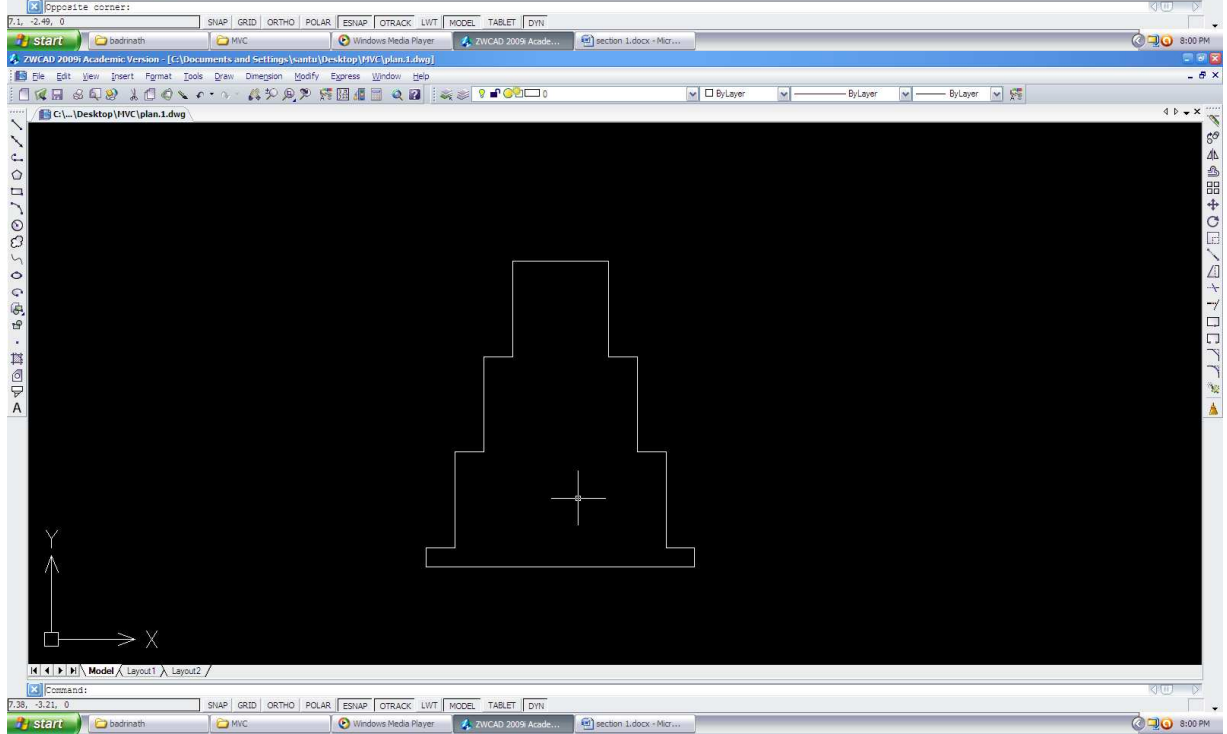 Opposite corner:
7.1, -2.49, 0 SNAP GRID ORTHO POLAR ESNAP OTRACK LWT MODEL TABLET DYN
start badrinath MVC Windows Media Player ZWCAD 2009i Acade... section 1.docx - Micr... 8:00 PM
ZWCAD 2009i Academic Version - [C:\Documents and Settings\santu\Desktop\MVC\plan.1.dwg]
File Edit View Insert Format Tools Draw Dimension Modify Express Window Help
0 ByLayer ByLayer ByLayer
C:\...\Desktop\MVC\plan.1.dwg
A
Y
X
Model Layout1 Layout2
Command:
7.38, -3.21, 0 SNAP GRID ORTHO POLAR ESNAP OTRACK LWT MODEL TABLET DYN
start badrinath MVC Windows Media Player ZWCAD 2009i Acade... section 1.docx - Micr... 8:00 PM